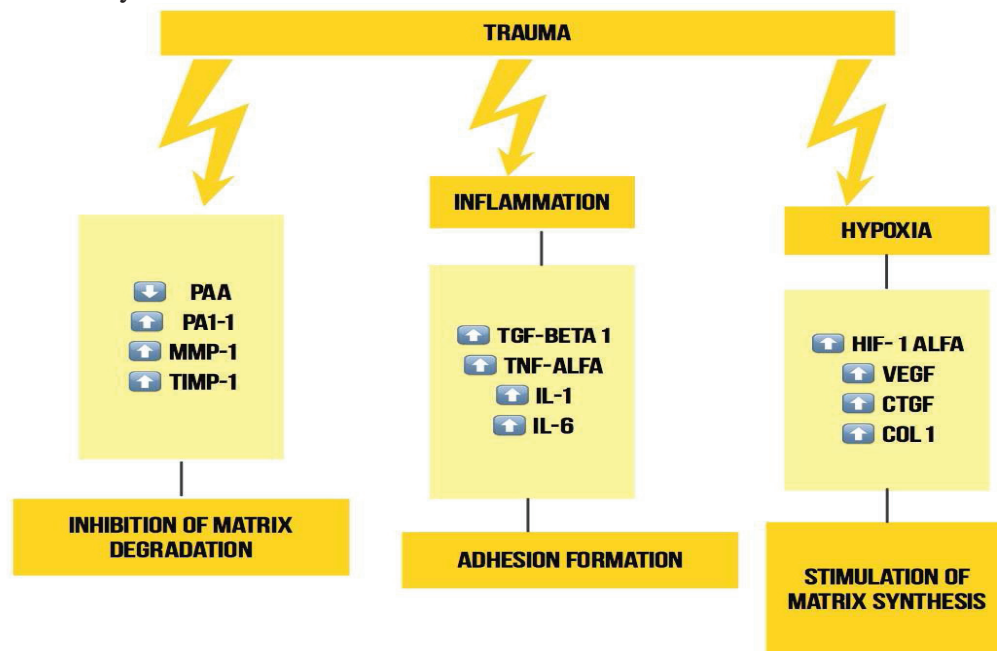 TRAUMA
PAA
PA1-1
MMP-1
TIMP-1
INHIBITION OF MATRIX
DEGRADATION
INFLAMMATION
TGF-BETA 1
TNF-ALFA
IL-1
IL-6
ADHESION FORMATION
HYPOXIA
HIF- 1 ALFA
VEGF
CTGF
COL 1
STIMULATION OF
MATRIX SYNTHESIS